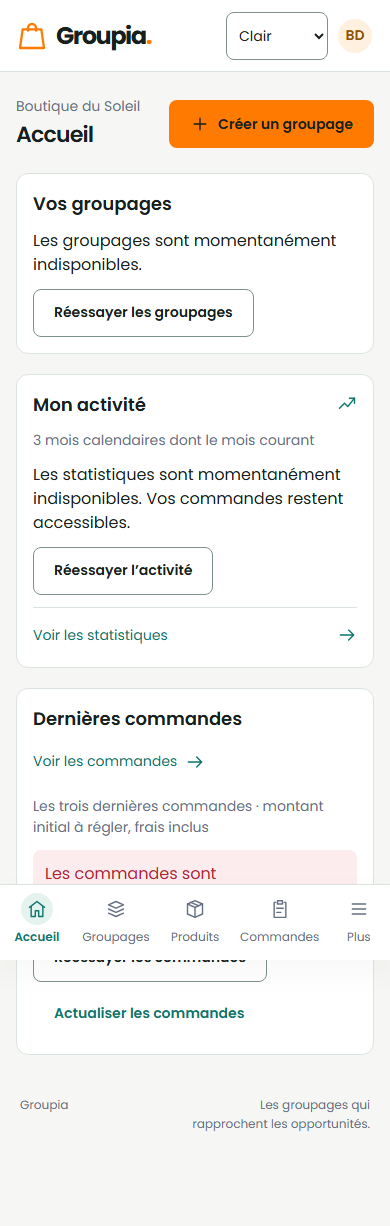 Groupia.
Clair
BD
Boutique du Soleil
Accueil
Créer un groupage
Vos groupages
Les groupages sont momentanément
indisponibles.
Réessayer les groupages
Mon activité
3 mois calendaires dont le mois courant
Les statistiques sont momentanément
indisponibles. Vos commandes restent
accessibles.
Réessayer l’activité
Voir les statistiques
Dernières commandes
Voir les commandes
Les trois dernières commandes · montant
initial à régler, frais inclus
Les commandes sont
Accueil
Groupages
Produits
Commandes
Plus
Réessayer les commandes
Actualiser les commandes
Groupia
Les groupages qui
rapprochent les opportunités.